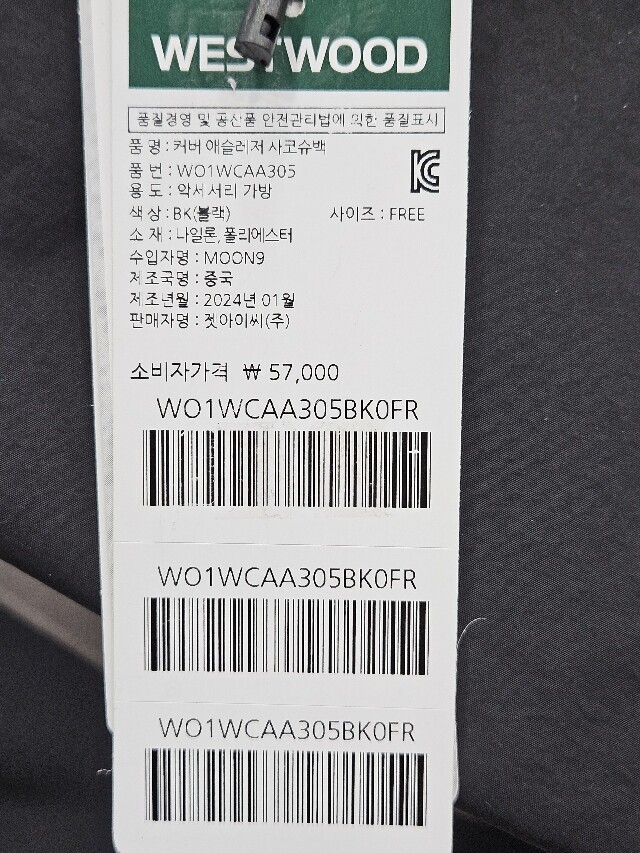 WESTWOOD
품질경영 및 공산품 안전관리법에 의한 품질표시
품 명 : 커버 애슬레저 사코슈백
품 번 : WO1WCAA305
용 도 : 악세서리 가방
색 상 : BK(블랙) 사이즈 : FREE
소 재 : 나일론, 폴리에스터
수입자명 : MOON9
제조국명 : 중국
제조년월 : 2024년 01월
판매자명 : 젯아이씨(주)
소비자가격 ₩ 57,000
WO1WCAA305BK0FR
WO1WCAA305BK0FR
WO1WCAA305BK0FR